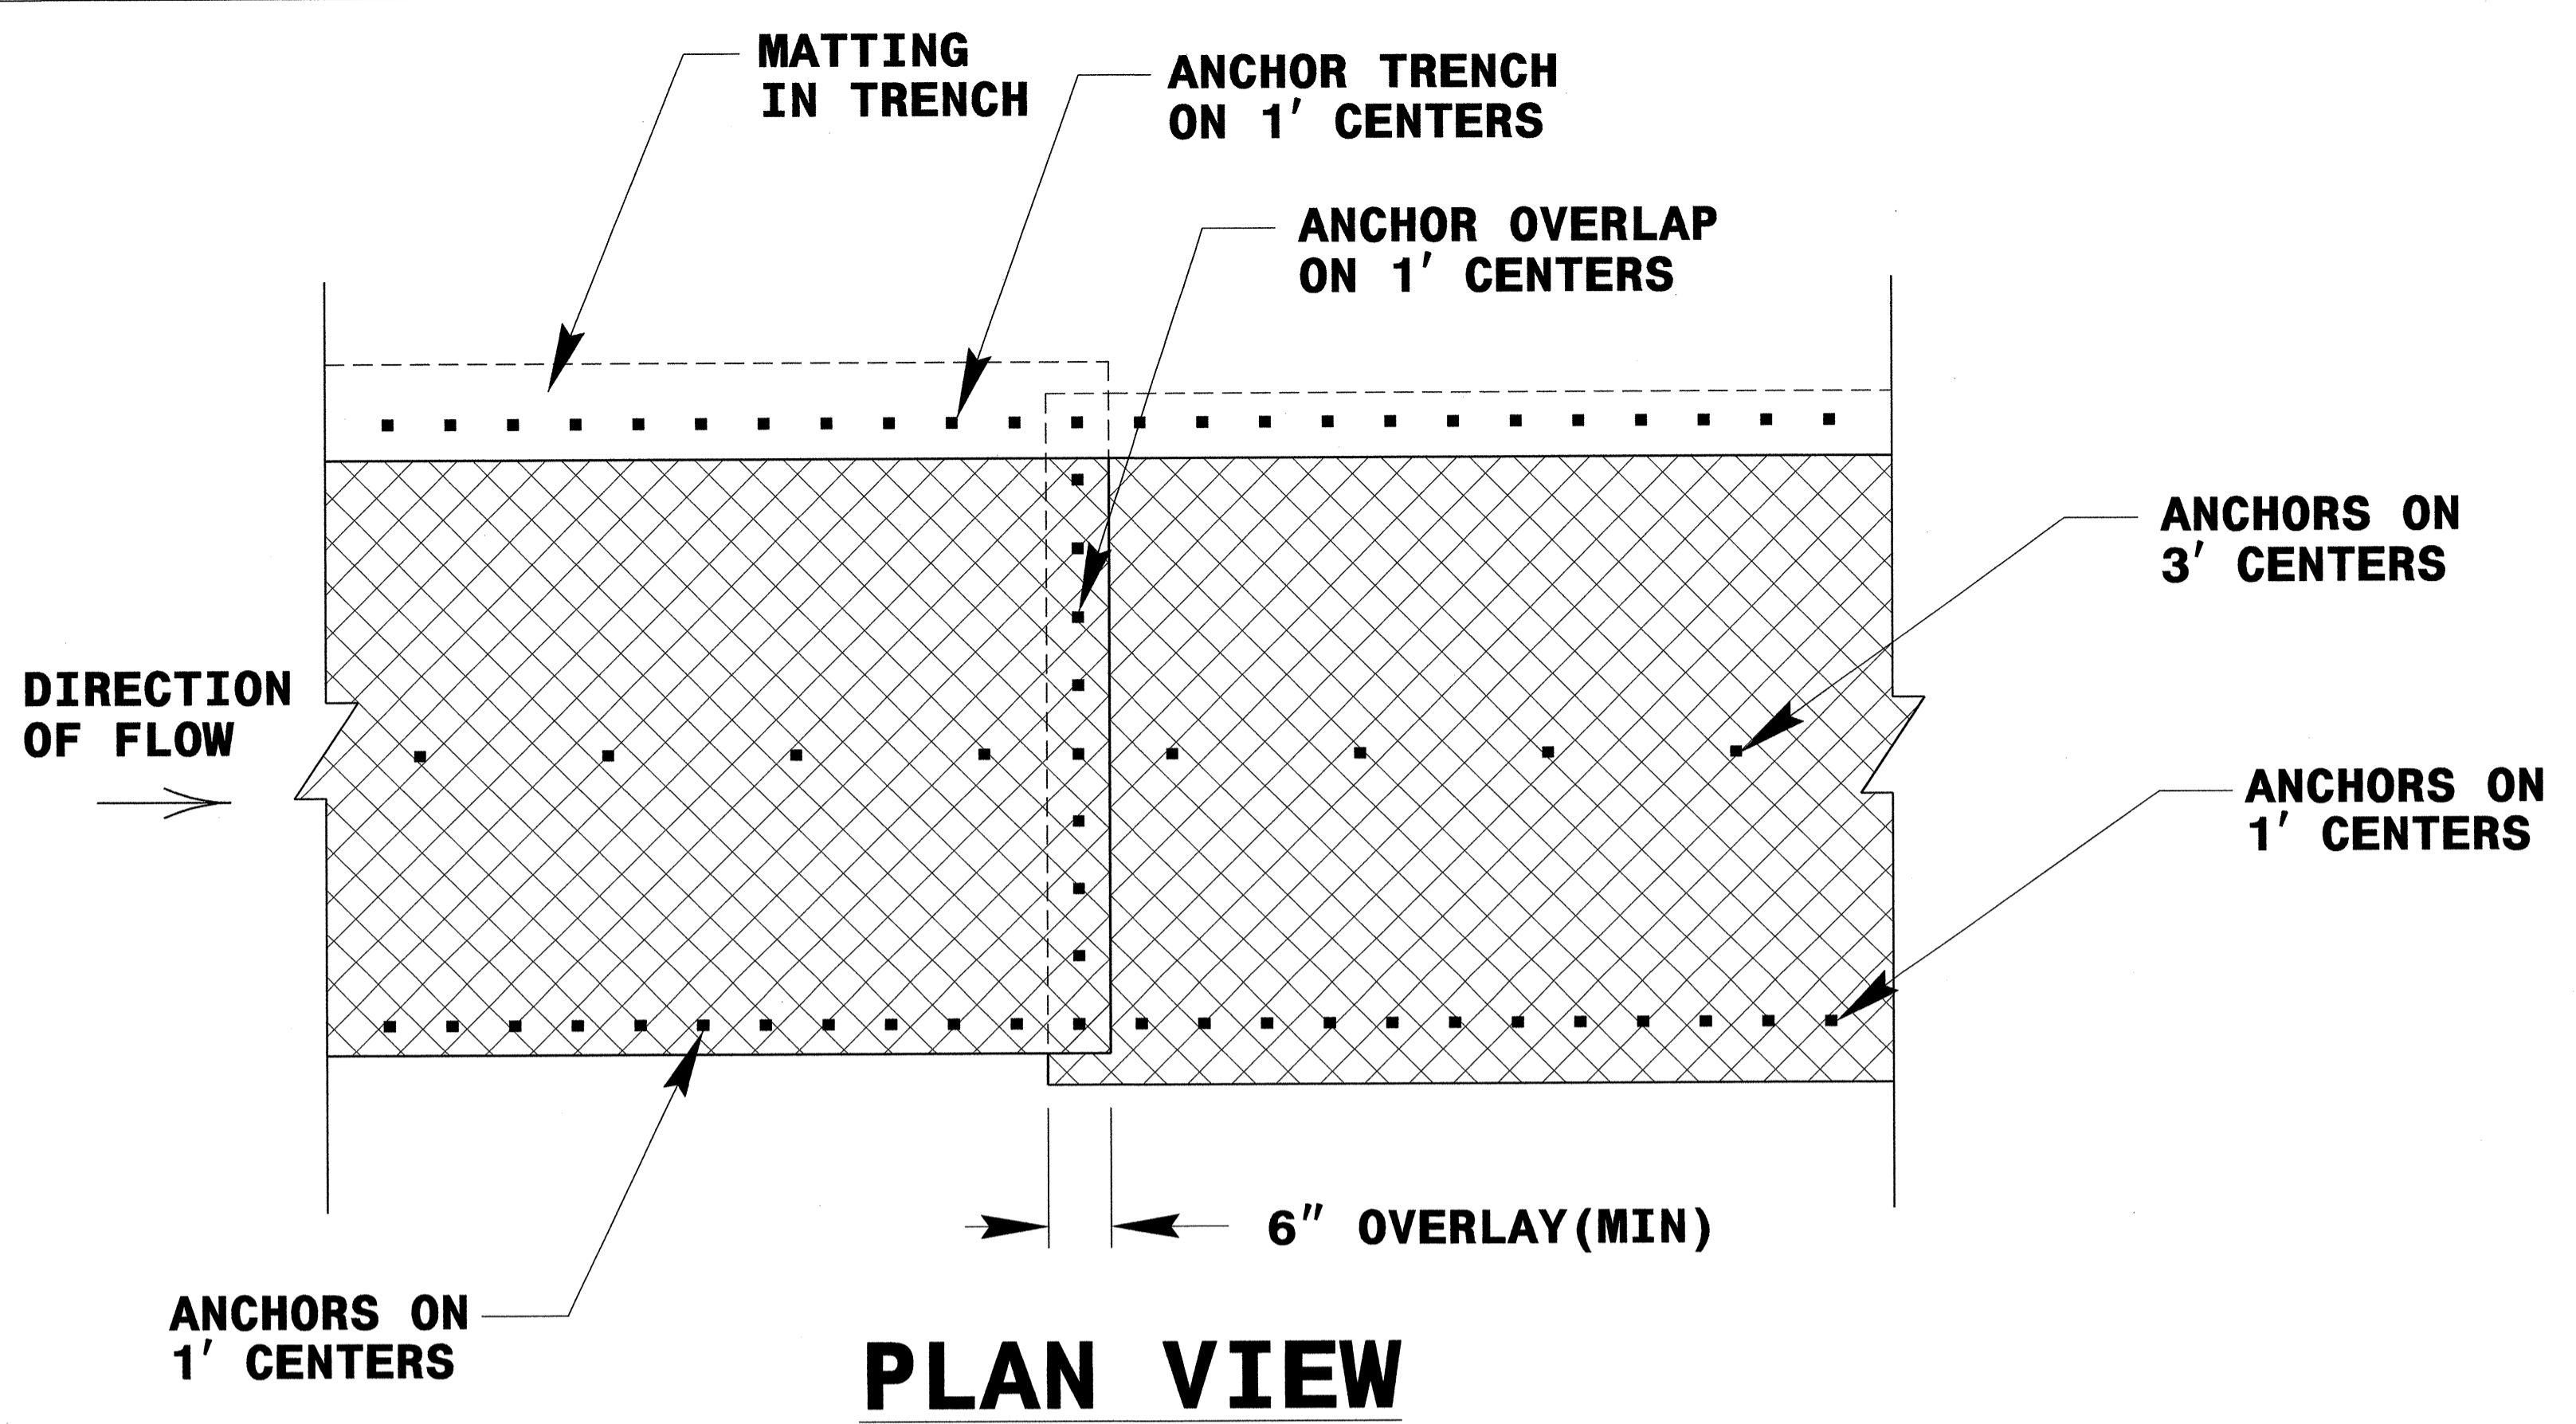 MATTING
IN TRENCH
ANCHOR TRENCH
ON 1' CENTERS
ANCHOR OVERLAP
ON 1' CENTERS
ANCHORS ON
3' CENTERS
DIRECTION
OF FLOW
ANCHORS ON
1' CENTERS
6" OVERLAY(MIN)
ANCHORS ON
1' CENTERS
PLAN VIEW